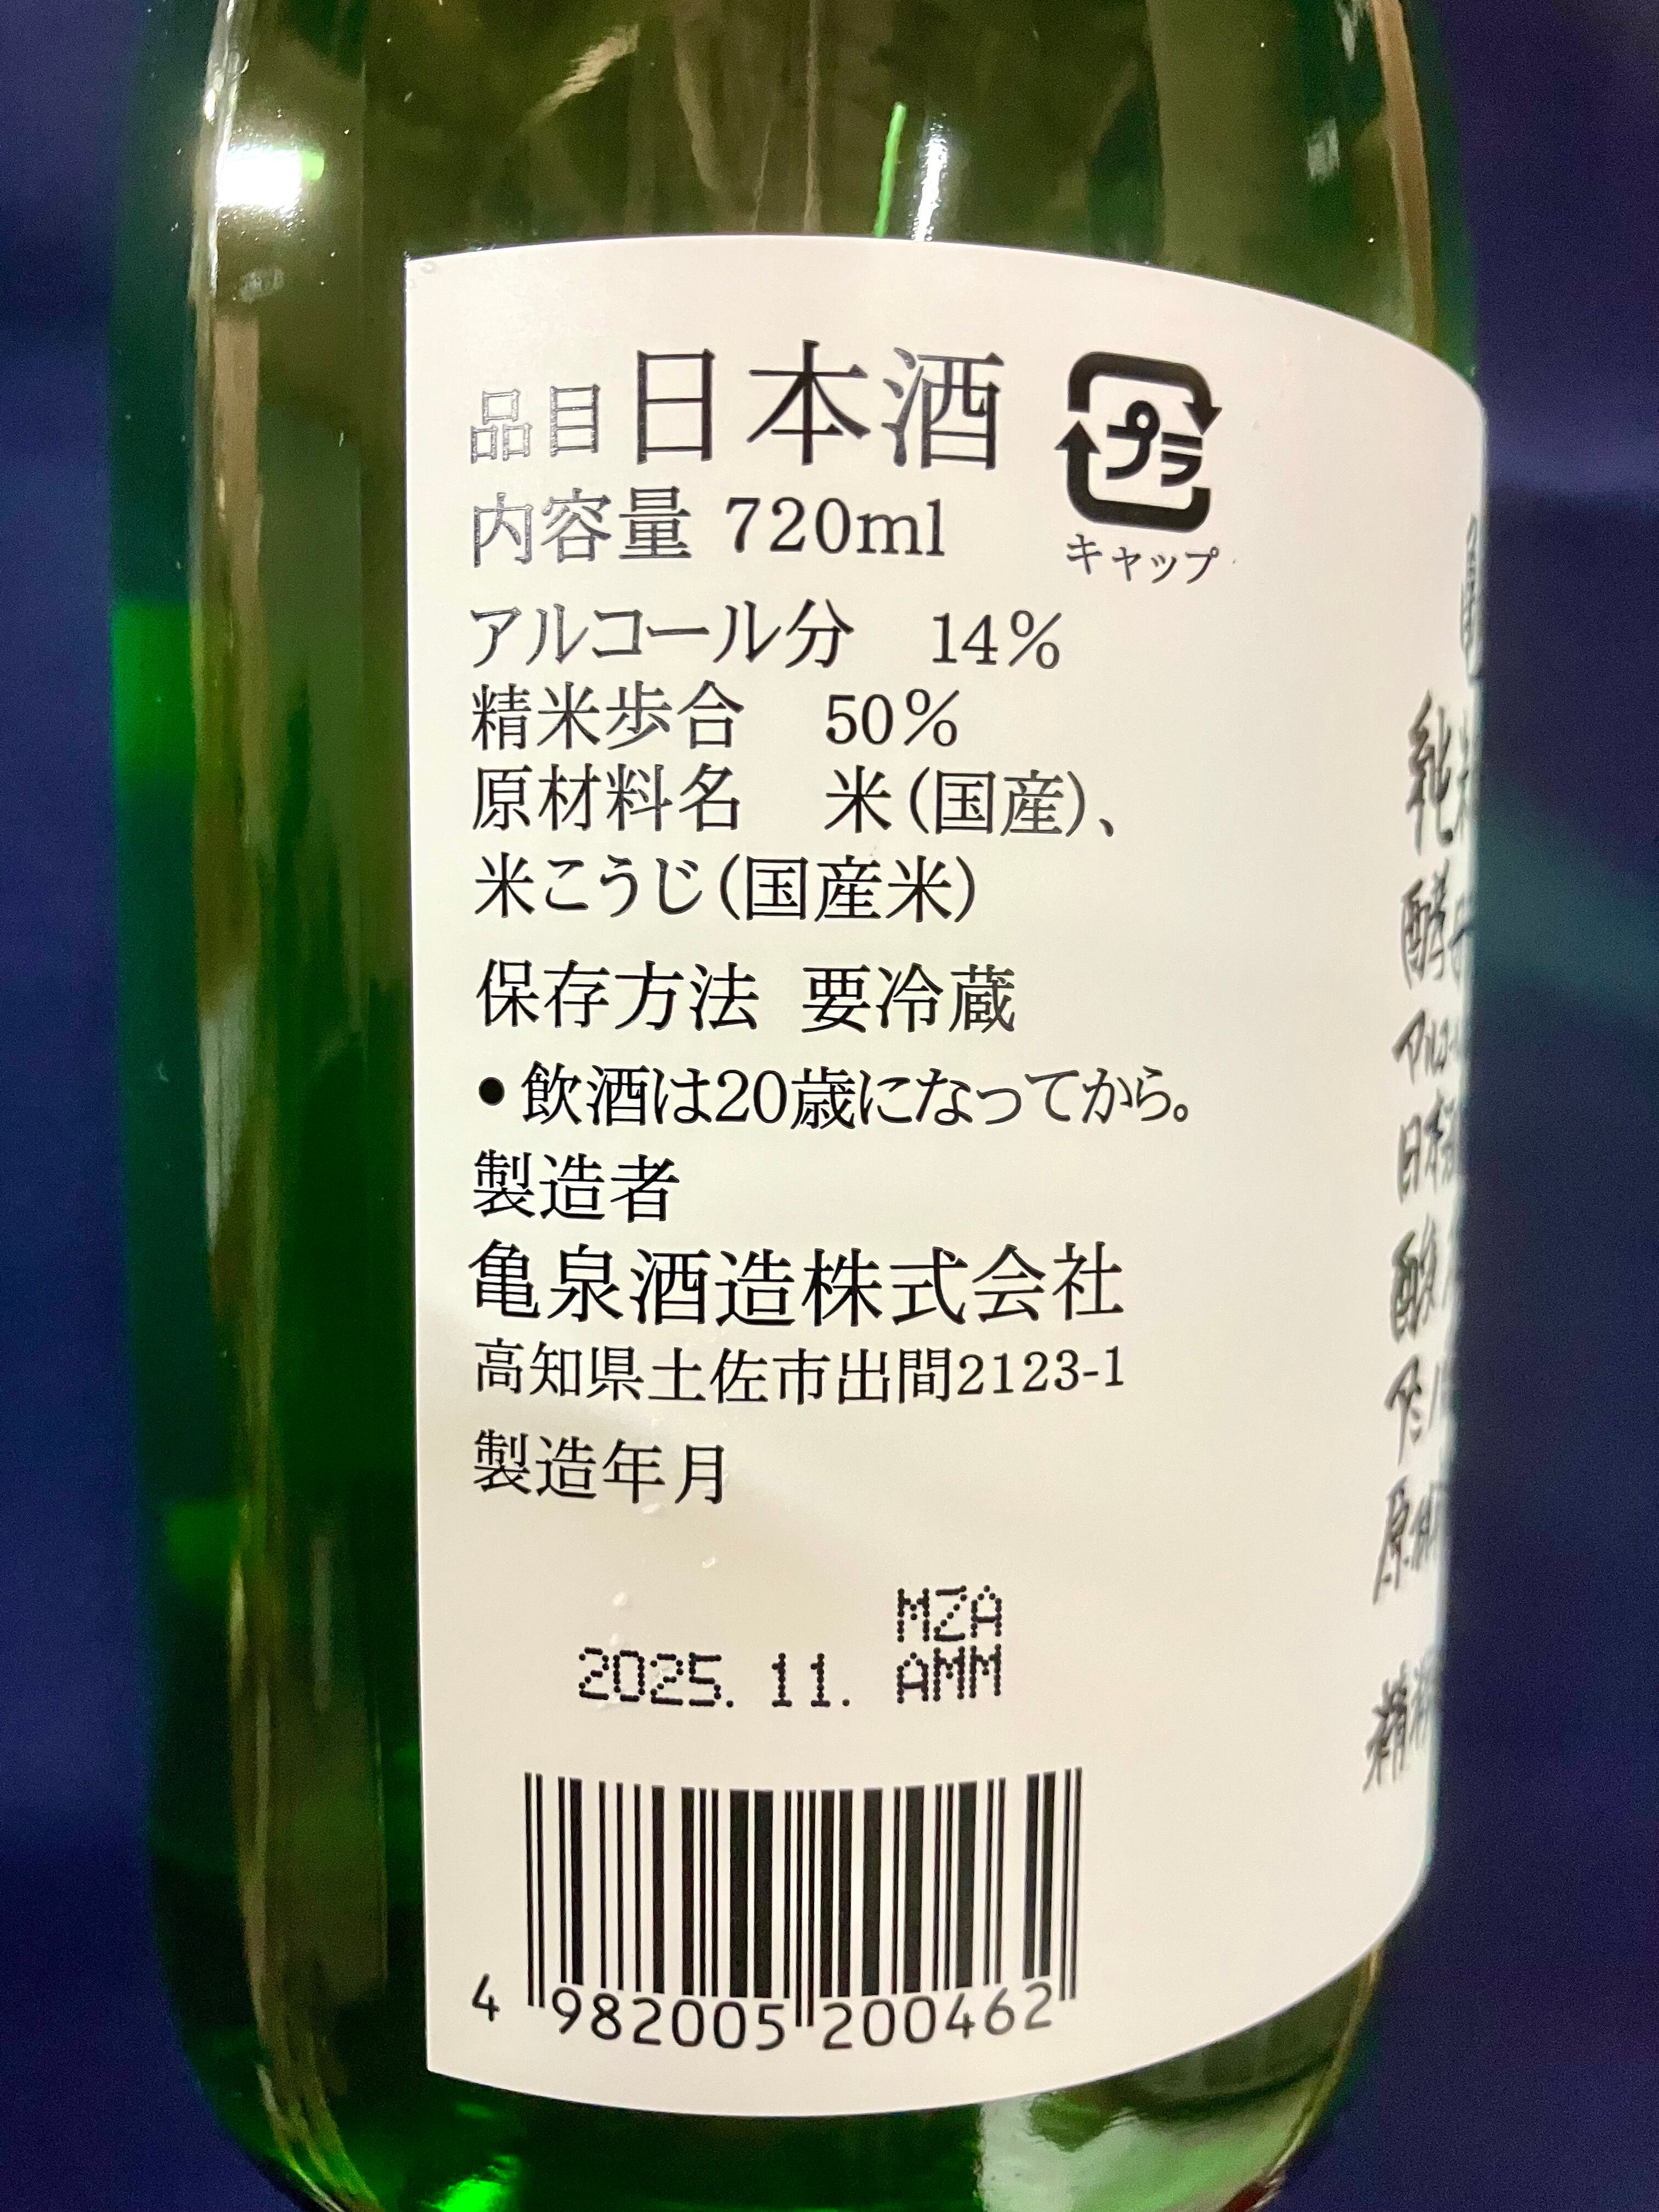 品目日本酒
プラ
キャップ
内容量 720ml
アルコール分 14%
精米歩合 50%
原材料名 米(国産)、
米こうじ(国産米)
保存方法 要冷蔵
•飲酒は20歳になってから。
製造者
亀泉酒造株式会社
高知県土佐市出間2123-1
製造年月
MZA
2025.11. AMM
4 982005 200462
純米
日本